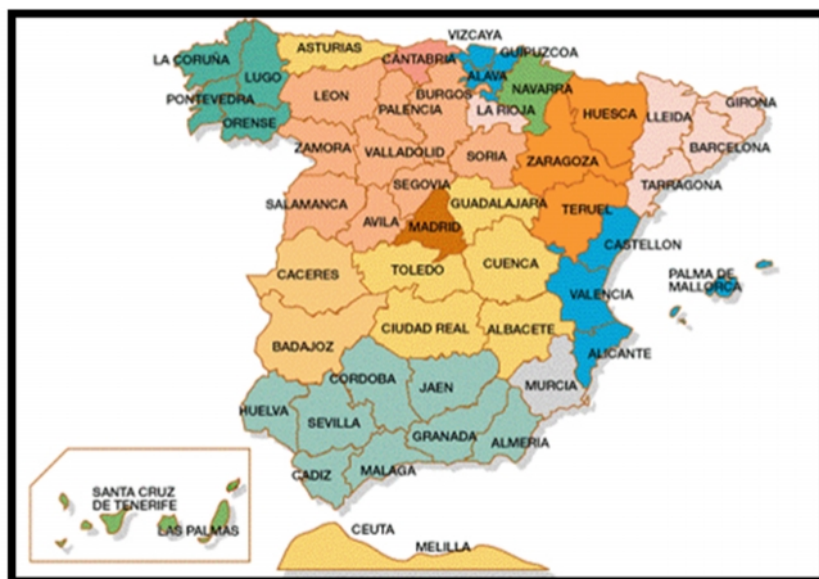 VIZCAYA
ASTURIAS
GUIPUZCOA
LA CORUÑA
CANTABRIA
LUGO
ALAVA
NAVARRA
LEON
BURGOS
PONTEVEDRA
PALENCIA
LA RIOJA
HUESCA
LLEIDA
GIRONA
ORENSE
ZAMORA
VALLADOLID
SORIA
ZARAGOZA
BARCELONA
SEGOVIA
TARRAGONA
SALAMANCA
GUADALAJARA
AVILA
MADRID
TERUEL
CASTELLON
CACERES
TOLEDO
CUENCA
PALMA DE
MALLORCA
VALENCIA
CIUDAD REAL
ALBACETE
BADAJOZ
ALICANTE
CORDOBA
JAEN
MURCIA
HUELVA
SEVILLA
GRANADA
ALMERIA
CADIZ
MALAGA
SANTA CRUZ
DE TENERIFE
LAS PALMAS
CEUTA
MELILLA